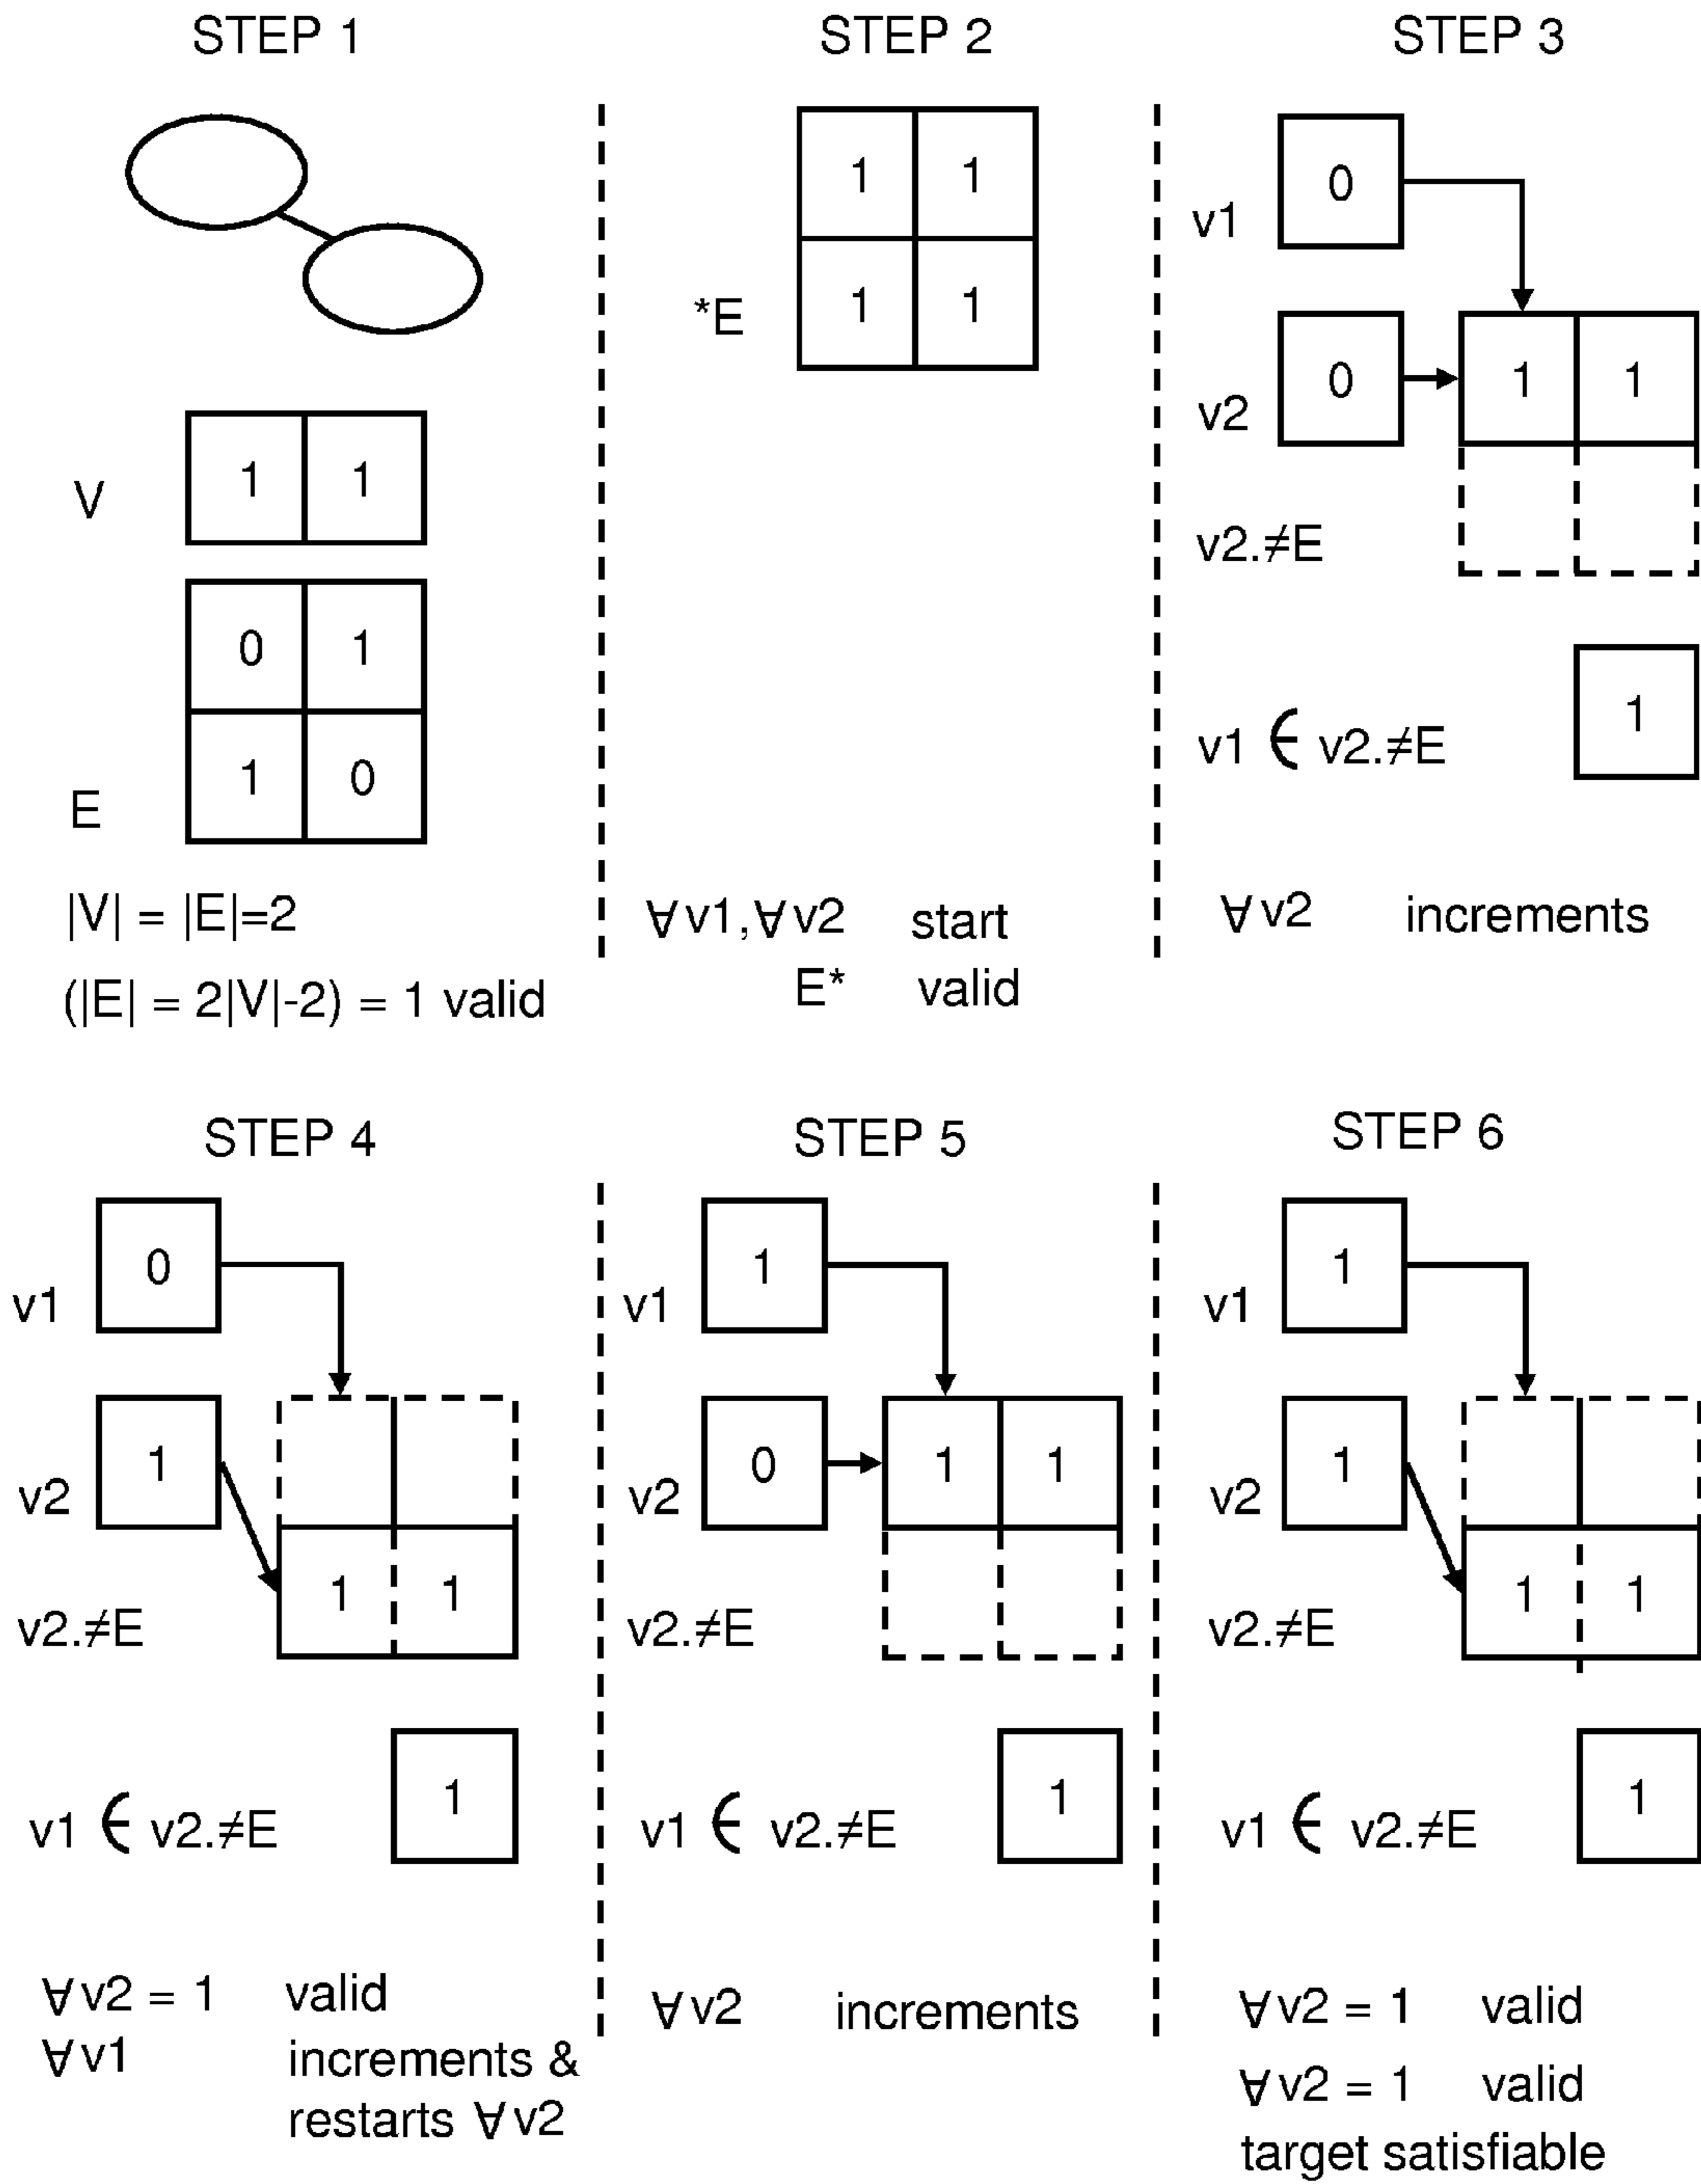 STEP 1
V 1 1
0 1
1 0
E
|V| = |E|=2
(|E| = 2|V|-2) = 1 valid
STEP 2
1 1
1 1
*E
∀v1,∀v2 start
E* valid
STEP 3
0
v1
0 1 1
v2
v2.≠E
1
v1 ∈ v2.≠E
∀v2 increments
STEP 4
0
v1
1
v2
1 1
v2.≠E
1
v1 ∈ v2.≠E
∀v2 = 1 valid
∀v1 increments &
restarts ∀v2
STEP 5
1
v1
0 1 1
v2
v2.≠E
1
v1 ∈ v2.≠E
∀v2 increments
STEP 6
1
v1
1
v2
1 1
v2.≠E
1
v1 ∈ v2.≠E
∀v2 = 1 valid
∀v2 = 1 valid
target satisfiable